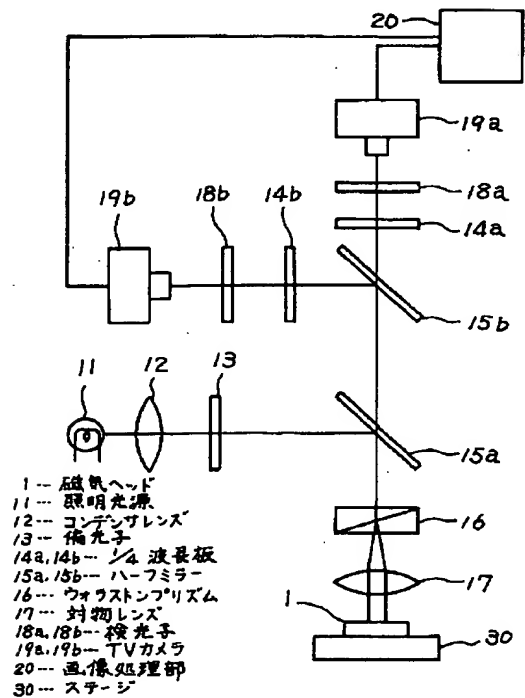 20
19a
18a
14a
19b
18b
14b
15b
11
12
13
15a
16
17
1
30
1--- 磁気ヘッド
11--- 照明光源
12--- コンデンサレンズ
13--- 偏光子
14a,14b--- 1/4 波長板
15a,15b--- ハーフミラー
16--- ウォラストンプリズム
17--- 対物レンズ
18a,18b--- 検光子
19a,19b--- TVカメラ
20--- 画像処理部
30--- ステージ